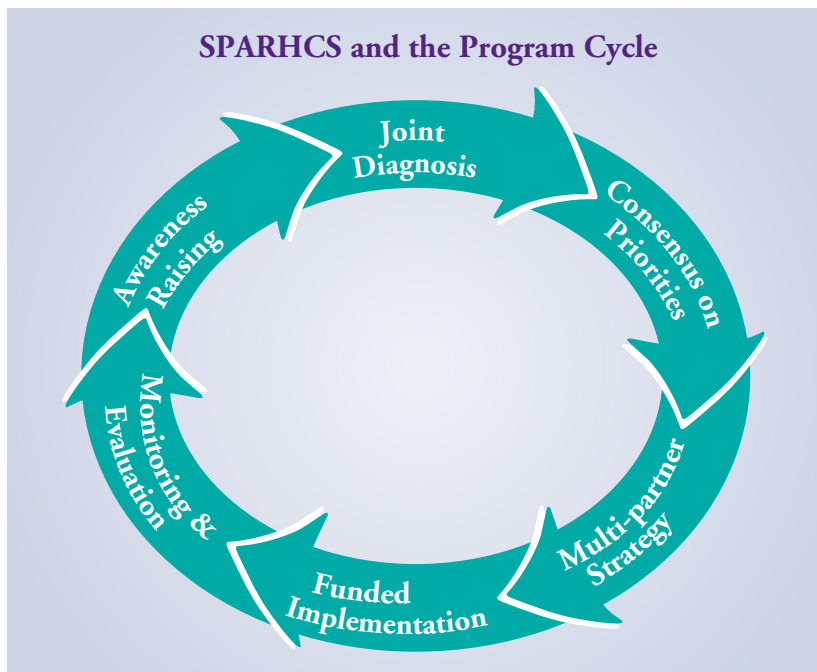 SPARHCS and the Program Cycle
Joint
Diagnosis
Consensus on
Priorities
Multi-partner
Strategy
Funded
Implementation
Monitoring &
Evaluation
Awareness
Raising